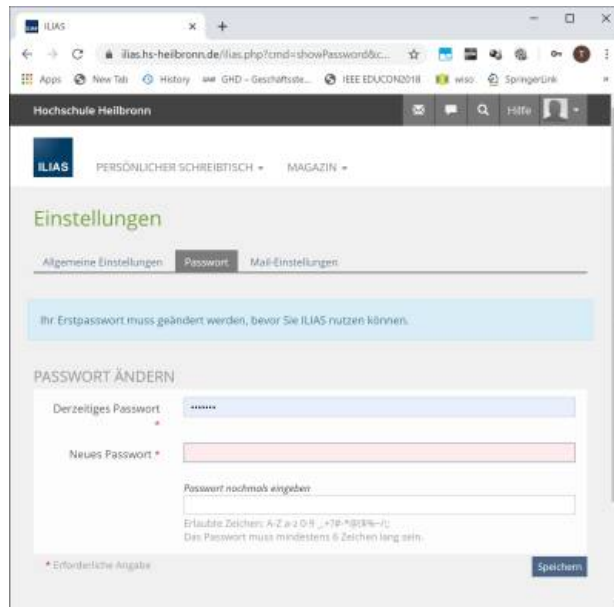 ILIAS
ilias.hs-heilbronn.de/ilias.php?cmd=showPassword&c...
Apps New Tab History GHD – Geschäftsste... IEEE EDUCON2018 wiso SpringerLink »
Hochschule Heilbronn Hilfe
ILIAS PERSÖNLICHER SCHREIBTISCH MAGAZIN
Einstellungen
Allgemeine Einstellungen Passwort Mail-Einstellungen
Ihr Erstpasswort muss geändert werden, bevor Sie ILIAS nutzen können.
PASSWORT ÄNDERN
Derzeitiges Passwort *
Neues Passwort *
Passwort nochmals eingeben
Erlaubte Zeichen: A-Z a-z 0-9
Das Passwort muss mindestens 6 Zeichen lang sein.
* Erforderliche Angabe Speichern